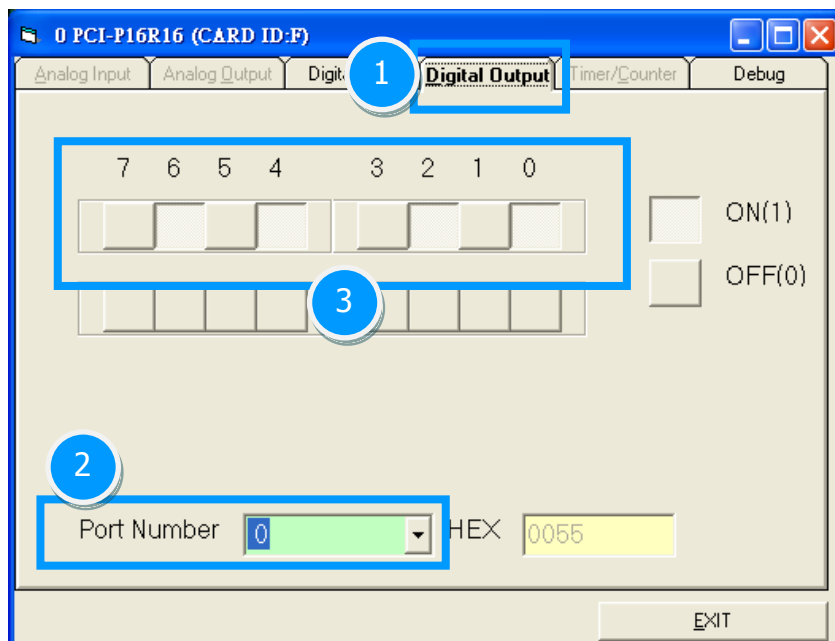 0 PCI-P16R16 (CARD ID:F)
1
Analog Input Analog Output Digital Output Timer/Counter Debug
7 6 5 4 3 2 1 0
ON(1)
OFF(0)
3
2
Port Number 0 HEX 0055
EXIT